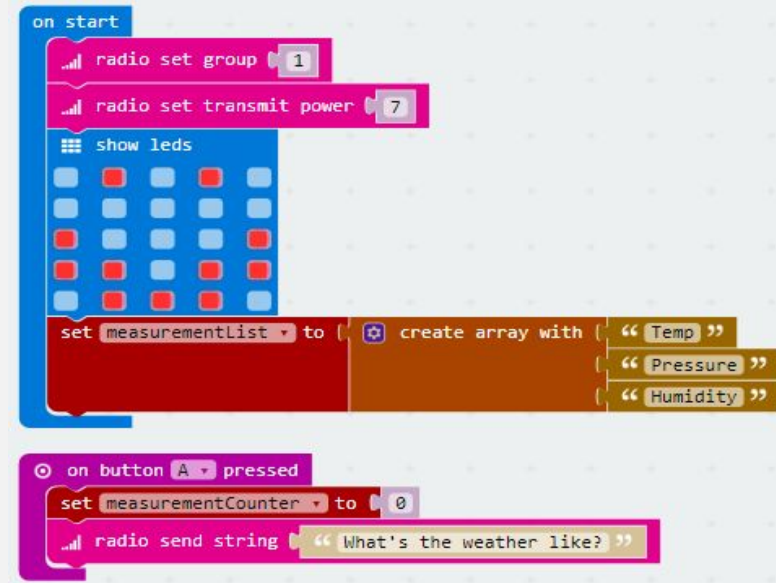 on start
radio set group 1
radio set transmit power 7
show leds
set measurementList to create array with “ Temp ”
“ Pressure ”
“ Humidity ”
on button A pressed
set measurementCounter to 0
radio send string “ What's the weather like? ”